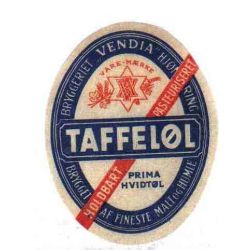 BRYGGERIET "VENDIA" HJØRRING
VARE-MÆRKE
PASTEURISERET
TAFFELØL
PRIMA
HVIDTØL
HOLDBART
BRYGGET AF FINESTE MALT OG HUMLE